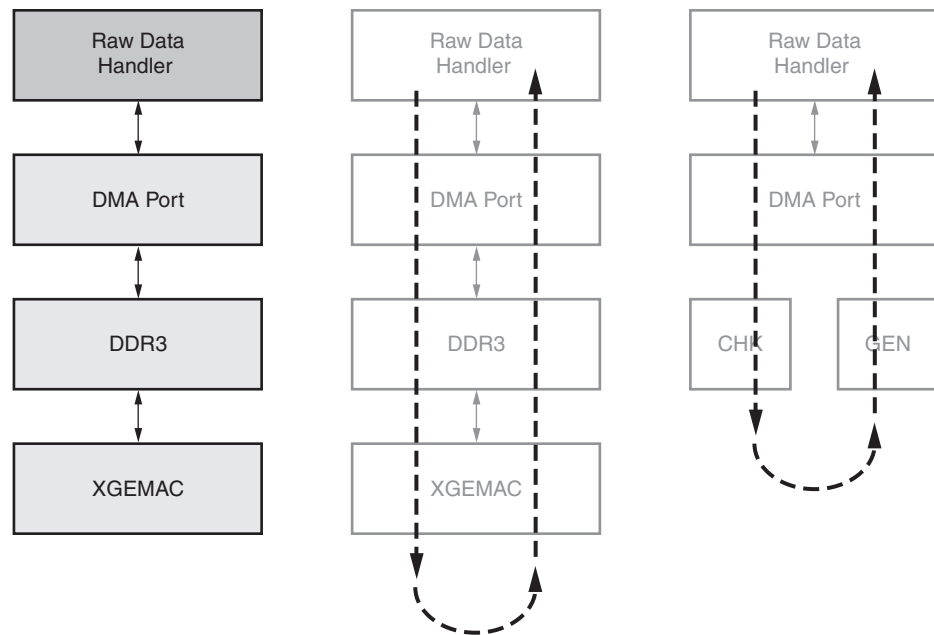 Raw Data
Handler
DMA Port
DDR3
XGEMAC
Raw Data
Handler
DMA Port
DDR3
XGEMAC
Raw Data
Handler
DMA Port
CHK
GEN